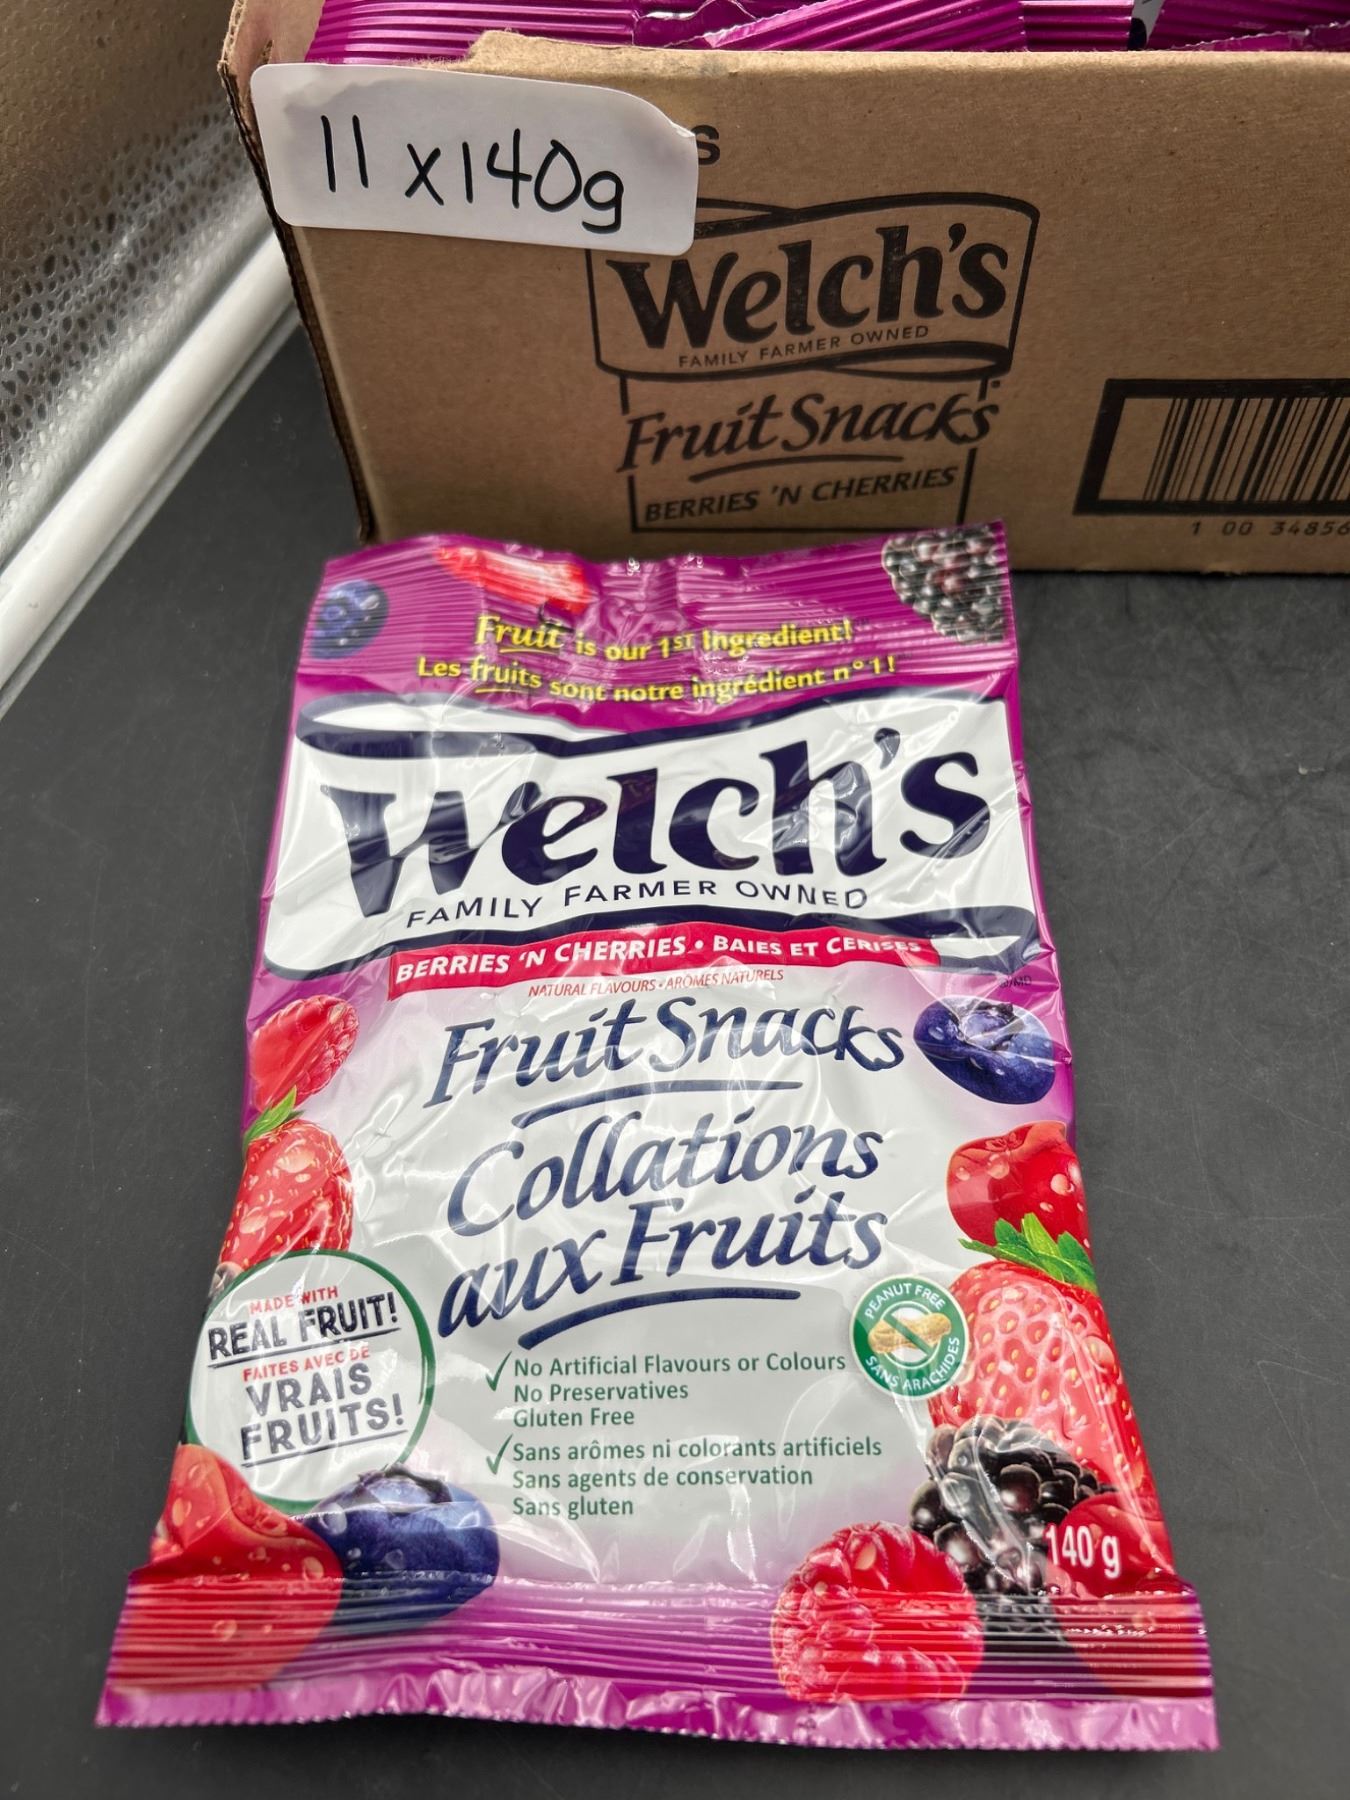 11 x 140g
s
Welch's
FAMILY FARMER OWNED
Fruit Snacks
BERRIES 'N CHERRIES
1 00 34856
Fruit is our 1ST Ingredient!
Les fruits sont notre ingrédient n° 1!
Welch's
FAMILY FARMER OWNED
BERRIES 'N CHERRIES • BAIES ET CERISES
NATURAL FLAVOURS • ARÔMES NATURELS
®/MD
Fruit Snacks
Collations
aux Fruits
MADE WITH
REAL FRUIT!
FAITES AVEC DE
VRAIS
FRUITS!
PEANUT FREE
SANS ARACHIDES
✓ No Artificial Flavours or Colours
No Preservatives
Gluten Free
✓ Sans arômes ni colorants artificiels
Sans agents de conservation
Sans gluten
140 g